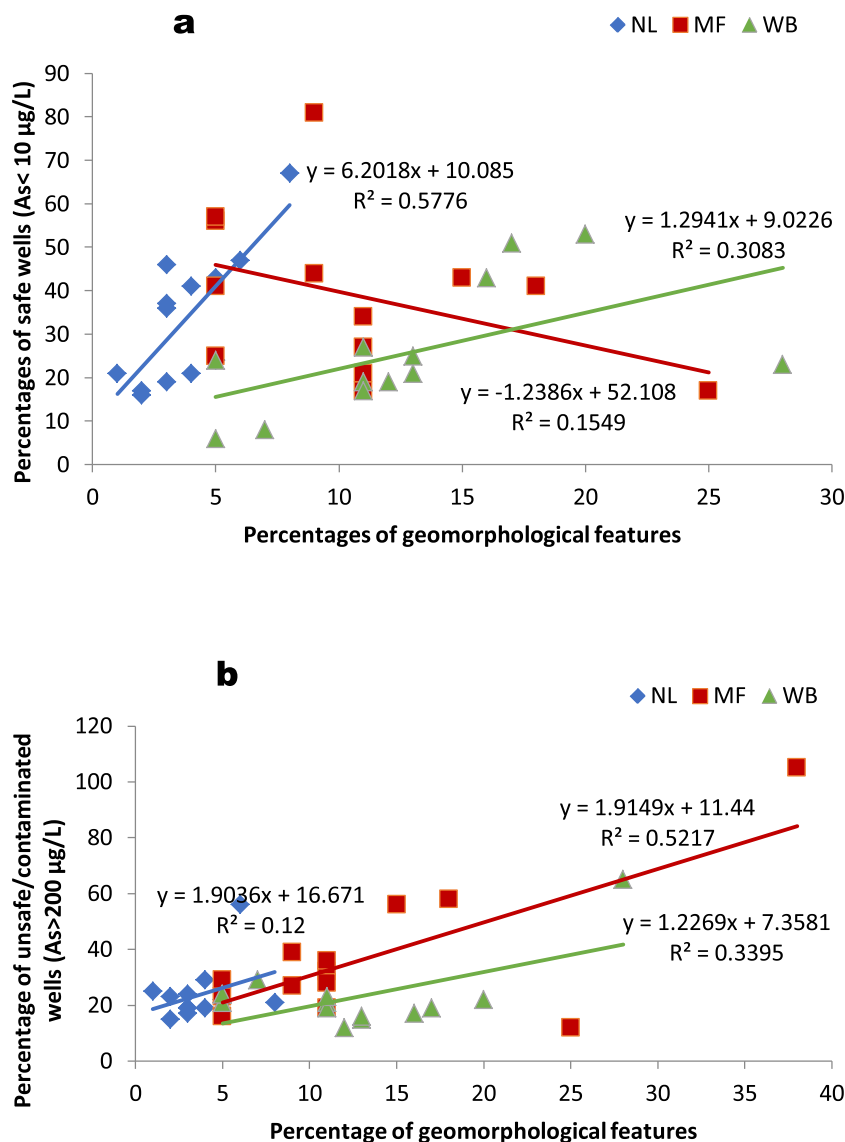 a
NL MF WB
Percentages of safe wells (As< 10 µg/L)
90
80
70
60
50
40
30
20
10
0
y = 6.2018x + 10.085
R² = 0.5776
y = 1.2941x + 9.0226
R² = 0.3083
y = -1.2386x + 52.108
R² = 0.1549
0 5 10 15 20 25 30
Percentages of geomorphological features
b
NL MF WB
Percentage of unsafe/contaminated
wells (As>200 µg/L)
120
100
80
60
40
20
0
y = 1.9149x + 11.44
R² = 0.5217
y = 1.9036x + 16.671
R² = 0.12
y = 1.2269x + 7.3581
R² = 0.3395
0 5 10 15 20 25 30 35 40
Percentage of geomorphological features